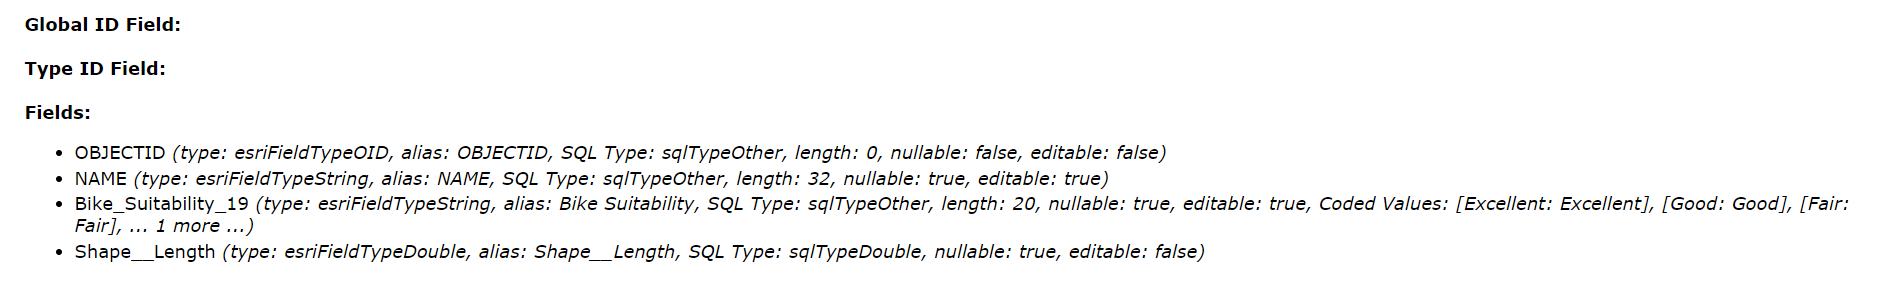 Global ID Field:
Type ID Field:
Fields:
• OBJECTID (type: esriFieldTypeOID, alias: OBJECTID, SQL Type: sqlTypeOther, length: 0, nullable: false, editable: false)
• NAME (type: esriFieldTypeString, alias: NAME, SQL Type: sqlTypeOther, length: 32, nullable: true, editable: true)
• Bike_Suitability_19 (type: esriFieldTypeString, alias: Bike Suitability, SQL Type: sqlTypeOther, length: 20, nullable: true, editable: true, Coded Values: [Excellent: Excellent], [Good: Good], [Fair:
Fair], ... 1 more ...)
• Shape__Length (type: esriFieldTypeDouble, alias: Shape__Length, SQL Type: sqlTypeDouble, nullable: true, editable: false)